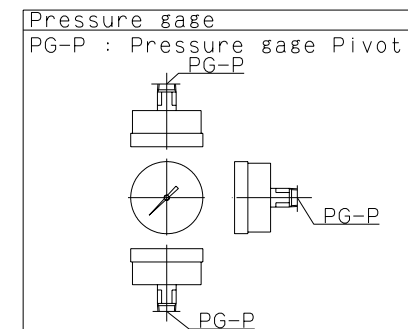 Pressure gage
PG-P : Pressure gage Pivot
PG-P
PG-P
PG-P